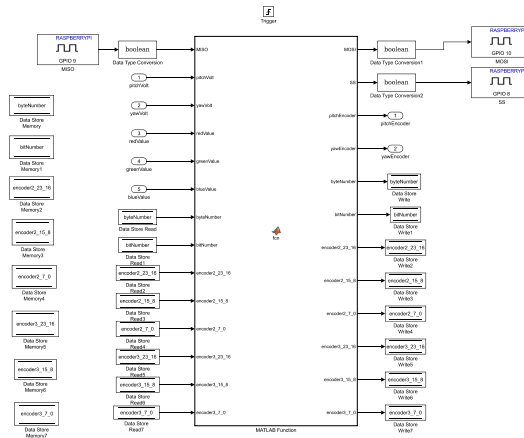 Trigger
RASPBERRYPI
GPIO 9
MISO
boolean
Data Type Conversion
MISO
MOSI
boolean
Data Type Conversion1
RASPBERRYPI
GPIO 10
MOSI
1
pitchVolt
pitchVolt
SS
boolean
Data Type Conversion2
RASPBERRYPI
GPIO 8
SS
2
yawVolt
yawVolt
pitchEncoder
1
pitchEncoder
3
redValue
redValue
yawEncoder
2
yawEncoder
4
greenValue
greenValue
byteNumber
byteNumber
Data Store
Write
5
blueValue
blueValue
bitNumber
bitNumber
Data Store
Write1
byteNumber
Data Store Read
byteNumber
encoder2_23_16
encoder2_23_16
Data Store
Write2
bitNumber
Data Store
Read1
bitNumber
encoder2_15_8
encoder2_15_8
Data Store
Write3
encoder2_23_16
Data Store
Read2
encoder2_23_16
encoder2_7_0
encoder2_7_0
Data Store
Write4
encoder2_15_8
Data Store
Read3
encoder2_15_8
encoder3_23_16
encoder3_23_16
Data Store
Write5
encoder2_7_0
Data Store
Read4
encoder2_7_0
encoder3_15_8
encoder3_15_8
Data Store
Write6
encoder3_23_16
Data Store
Read5
encoder3_23_16
encoder3_7_0
encoder3_7_0
Data Store
Write7
encoder3_15_8
Data Store
Read6
encoder3_15_8
encoder3_7_0
Data Store
Read7
encoder3_7_0
fcn
MATLAB Function
byteNumber
Data Store
Memory
bitNumber
Data Store
Memory1
encoder2_23_16
Data Store
Memory2
encoder2_15_8
Data Store
Memory3
encoder2_7_0
Data Store
Memory4
encoder3_23_16
Data Store
Memory5
encoder3_15_8
Data Store
Memory6
encoder3_7_0
Data Store
Memory7